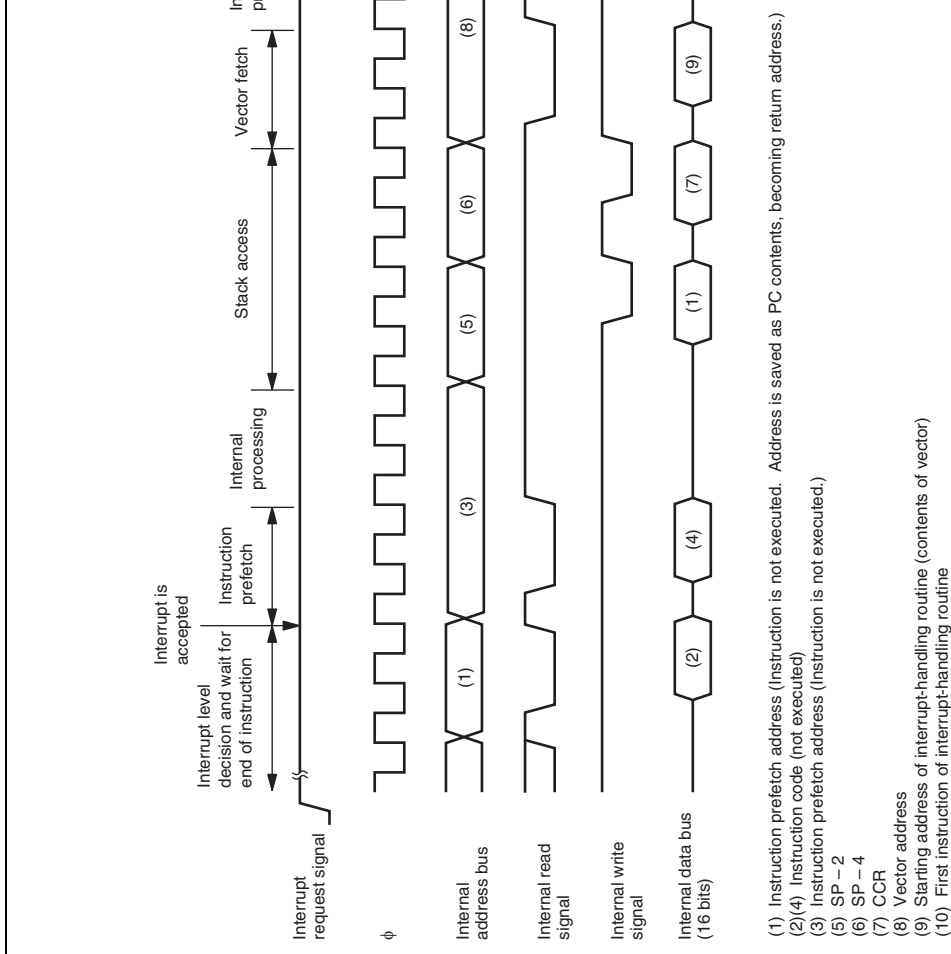 Interrupt is
accepted
Interrupt level
decision and wait for
end of instruction
Instruction
prefetch
Internal
processing
Stack access
Vector fetch
Interrupt
request signal
φ
Internal
address bus
(1)
(3)
(5)
(6)
(8)
Internal read
signal
Internal write
signal
Internal data bus
(16 bits)
(2)
(4)
(1)
(7)
(9)
(1) Instruction prefetch address (Instruction is not executed. Address is saved as PC contents, becoming return address.)
(2)(4) Instruction code (not executed)
(3) Instruction prefetch address (Instruction is not executed.)
(5) SP – 2
(6) SP – 4
(7) CCR
(8) Vector address
(9) Starting address of interrupt-handling routine (contents of vector)
(10) First instruction of interrupt-handling routine